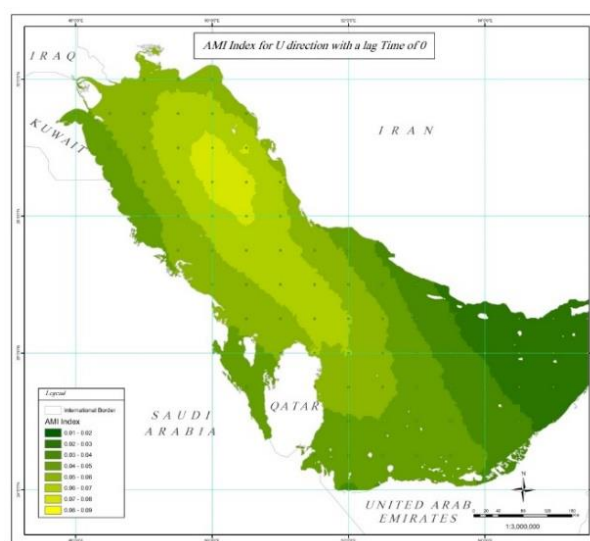 AMI Index for U direction with a lag Time of 0
IRAQ
KUWAIT
IRAN
SAUDI
ARABIA
QATAR
UNITED ARAB
EMIRATES
Legend
International Border
AMI Index
0.01 - 0.02
0.02 - 0.03
0.03 - 0.04
0.04 - 0.05
0.05 - 0.06
0.06 - 0.07
0.07 - 0.08
0.08 - 0.09
N
1:3,000,000